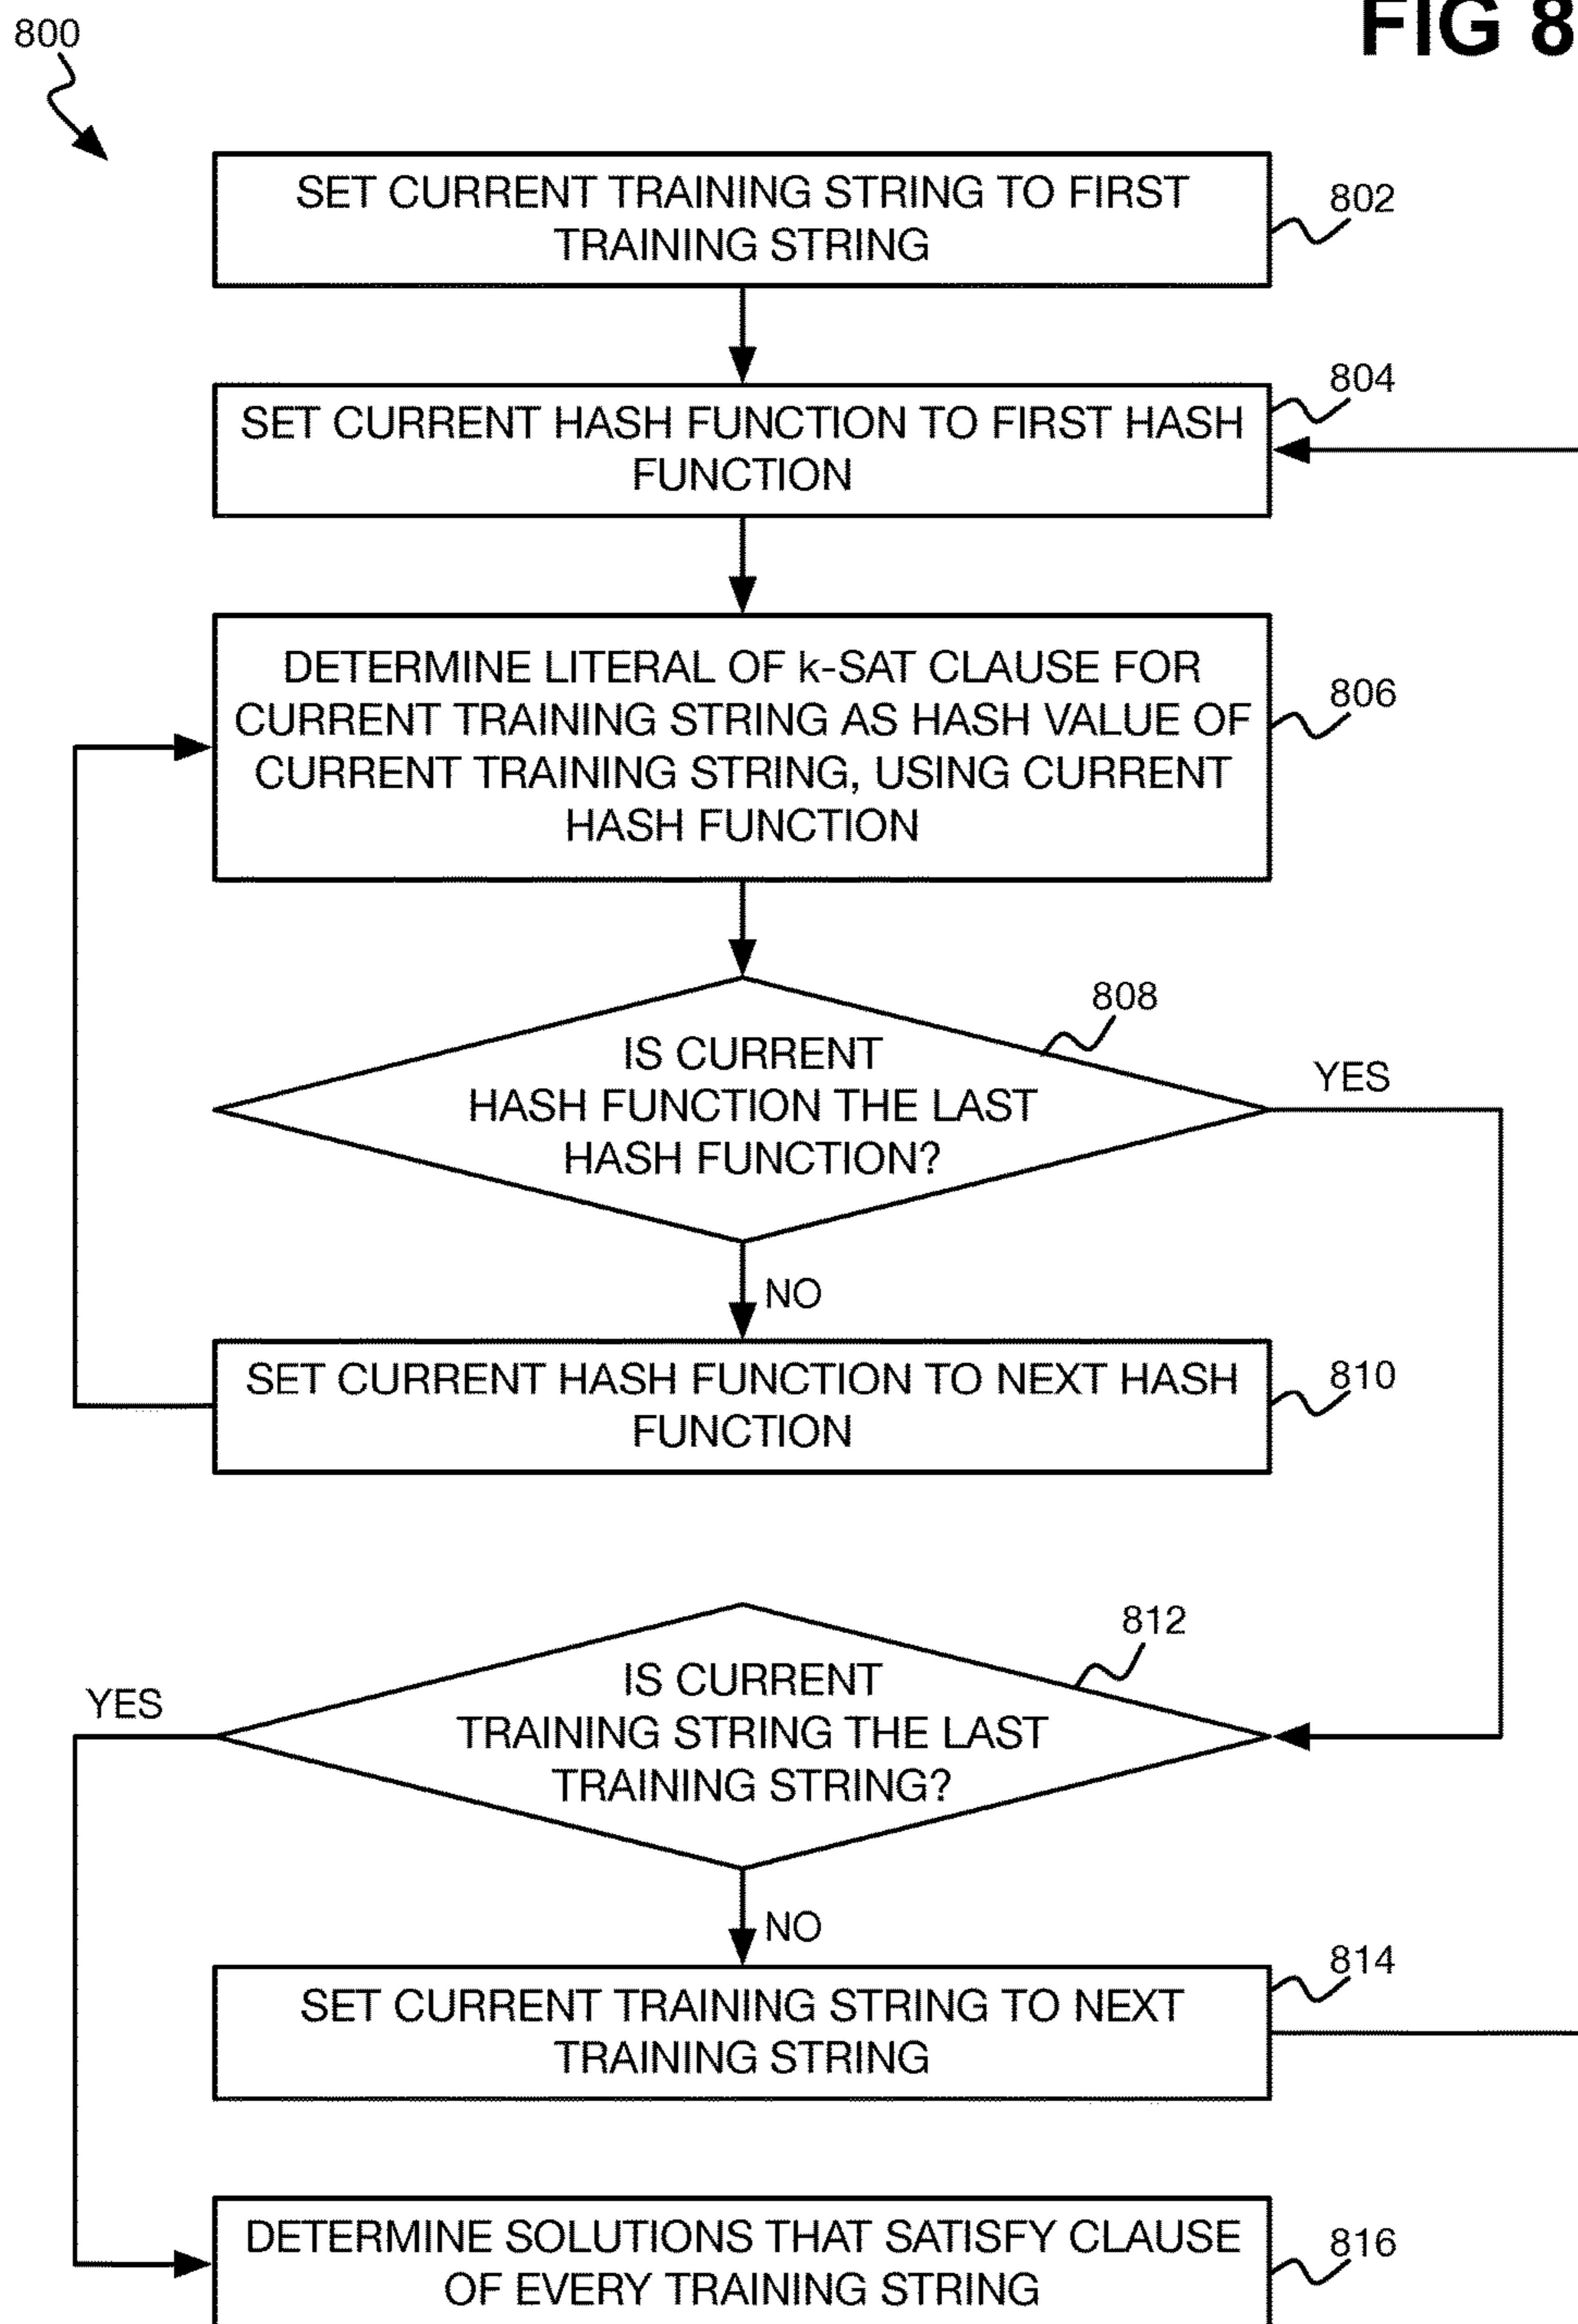 FIG 8
800
SET CURRENT TRAINING STRING TO FIRST
TRAINING STRING
802
804
SET CURRENT HASH FUNCTION TO FIRST HASH
FUNCTION
DETERMINE LITERAL OF k-SAT CLAUSE FOR
CURRENT TRAINING STRING AS HASH VALUE OF
CURRENT TRAINING STRING, USING CURRENT
HASH FUNCTION
806
808
IS CURRENT
HASH FUNCTION THE LAST
HASH FUNCTION?
YES
NO
SET CURRENT HASH FUNCTION TO NEXT HASH
FUNCTION
810
812
IS CURRENT
TRAINING STRING THE LAST
TRAINING STRING?
YES
NO
814
SET CURRENT TRAINING STRING TO NEXT
TRAINING STRING
DETERMINE SOLUTIONS THAT SATISFY CLAUSE
OF EVERY TRAINING STRING
816